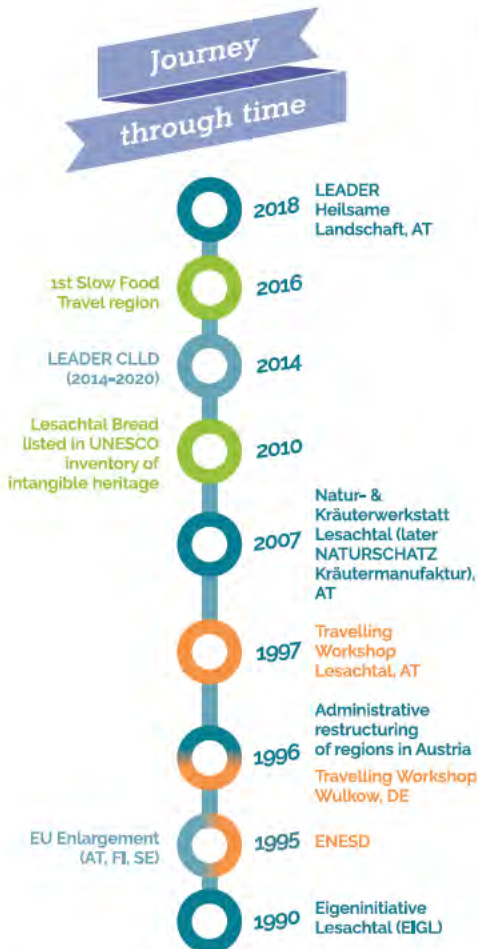 Journey
through time
2018
LEADER
Heilsame
Landschaft, AT
1st Slow Food
Travel region
2016
LEADER CLLD
(2014–2020)
2014
Lesachtal Bread
listed in UNESCO
inventory of
intangible heritage
2010
2007
Natur- &
Kräuterwerkstatt
Lesachtal (later
NATURSCHATZ
Kräutermanufaktur),
AT
1997
Travelling
Workshop
Lesachtal, AT
1996
Administrative
restructuring
of regions in Austria
Travelling Workshop
Wulkow, DE
EU Enlargement
(AT, FI, SE)
1995
ENESD
1990
Eigeninitiative
Lesachtal (EIGL)